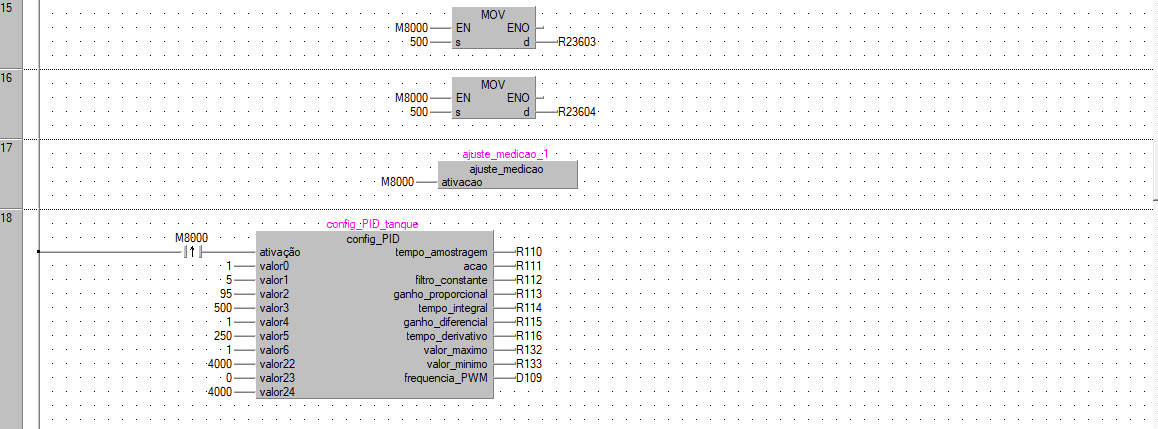 15
MOV
M8000 EN ENO
500 s d R23603
16
MOV
M8000 EN ENO
500 s d R23604
17
ajuste_medicao_1
ajuste_medicao
M8000 ativacao
18
config_PID_tanque
M8000
config_PID
ativação tempo_amostragem R110
1 valor0 acao R111
5 valor1 filtro_constante R112
95 valor2 ganho_proporcional R113
500 valor3 tempo_integral R114
1 valor4 ganho_diferencial R115
250 valor5 tempo_derivativo R116
1 valor6 valor_maximo R132
4000 valor22 valor_minimo R133
0 valor23 frequencia_PWM D109
4000 valor24